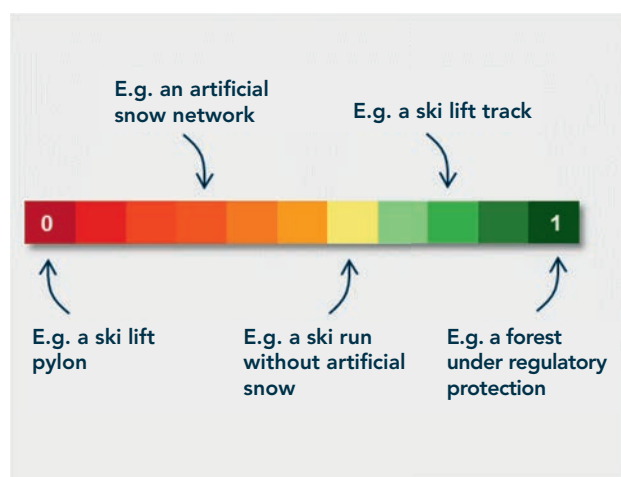 E.g. an artificial
snow network
E.g. a ski lift track
0
1
E.g. a ski lift
pylon
E.g. a ski run
without artificial
snow
E.g. a forest
under regulatory
protection